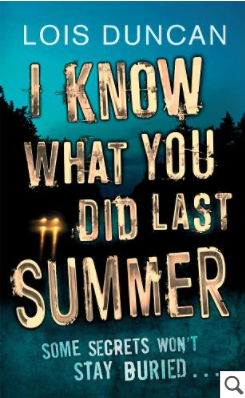 LOIS DUNCAN
I KNOW
WHAT YOU
DID LAST
SUMMER
SOME SECRETS WON'T
STAY BURIED . . .